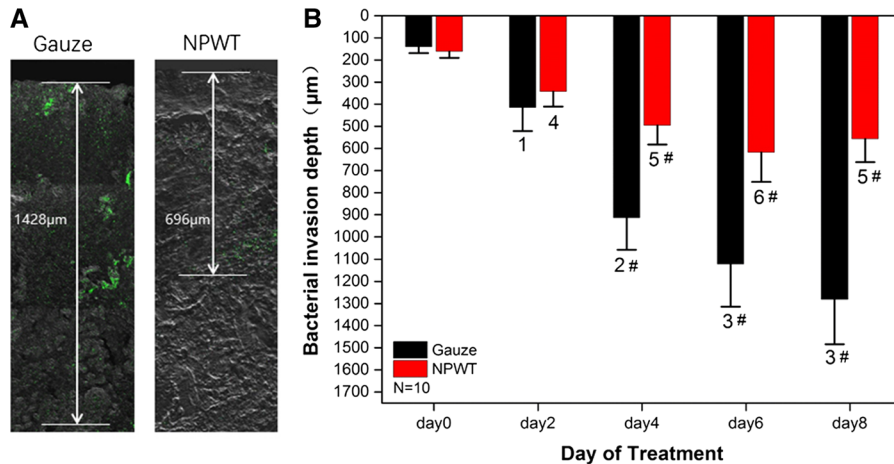 A
Gauze
NPWT
1428μm
696μm
B
Bacterial invasion depth (μm)
0
100
200
300
400
500
600
700
800
900
1000
1100
1200
1300
1400
1500
1600
1700
1
4
2 #
5 #
3 #
6 #
3 #
5 #
Gauze
NPWT
N=10
day0
day2
day4
day6
day8
Day of Treatment